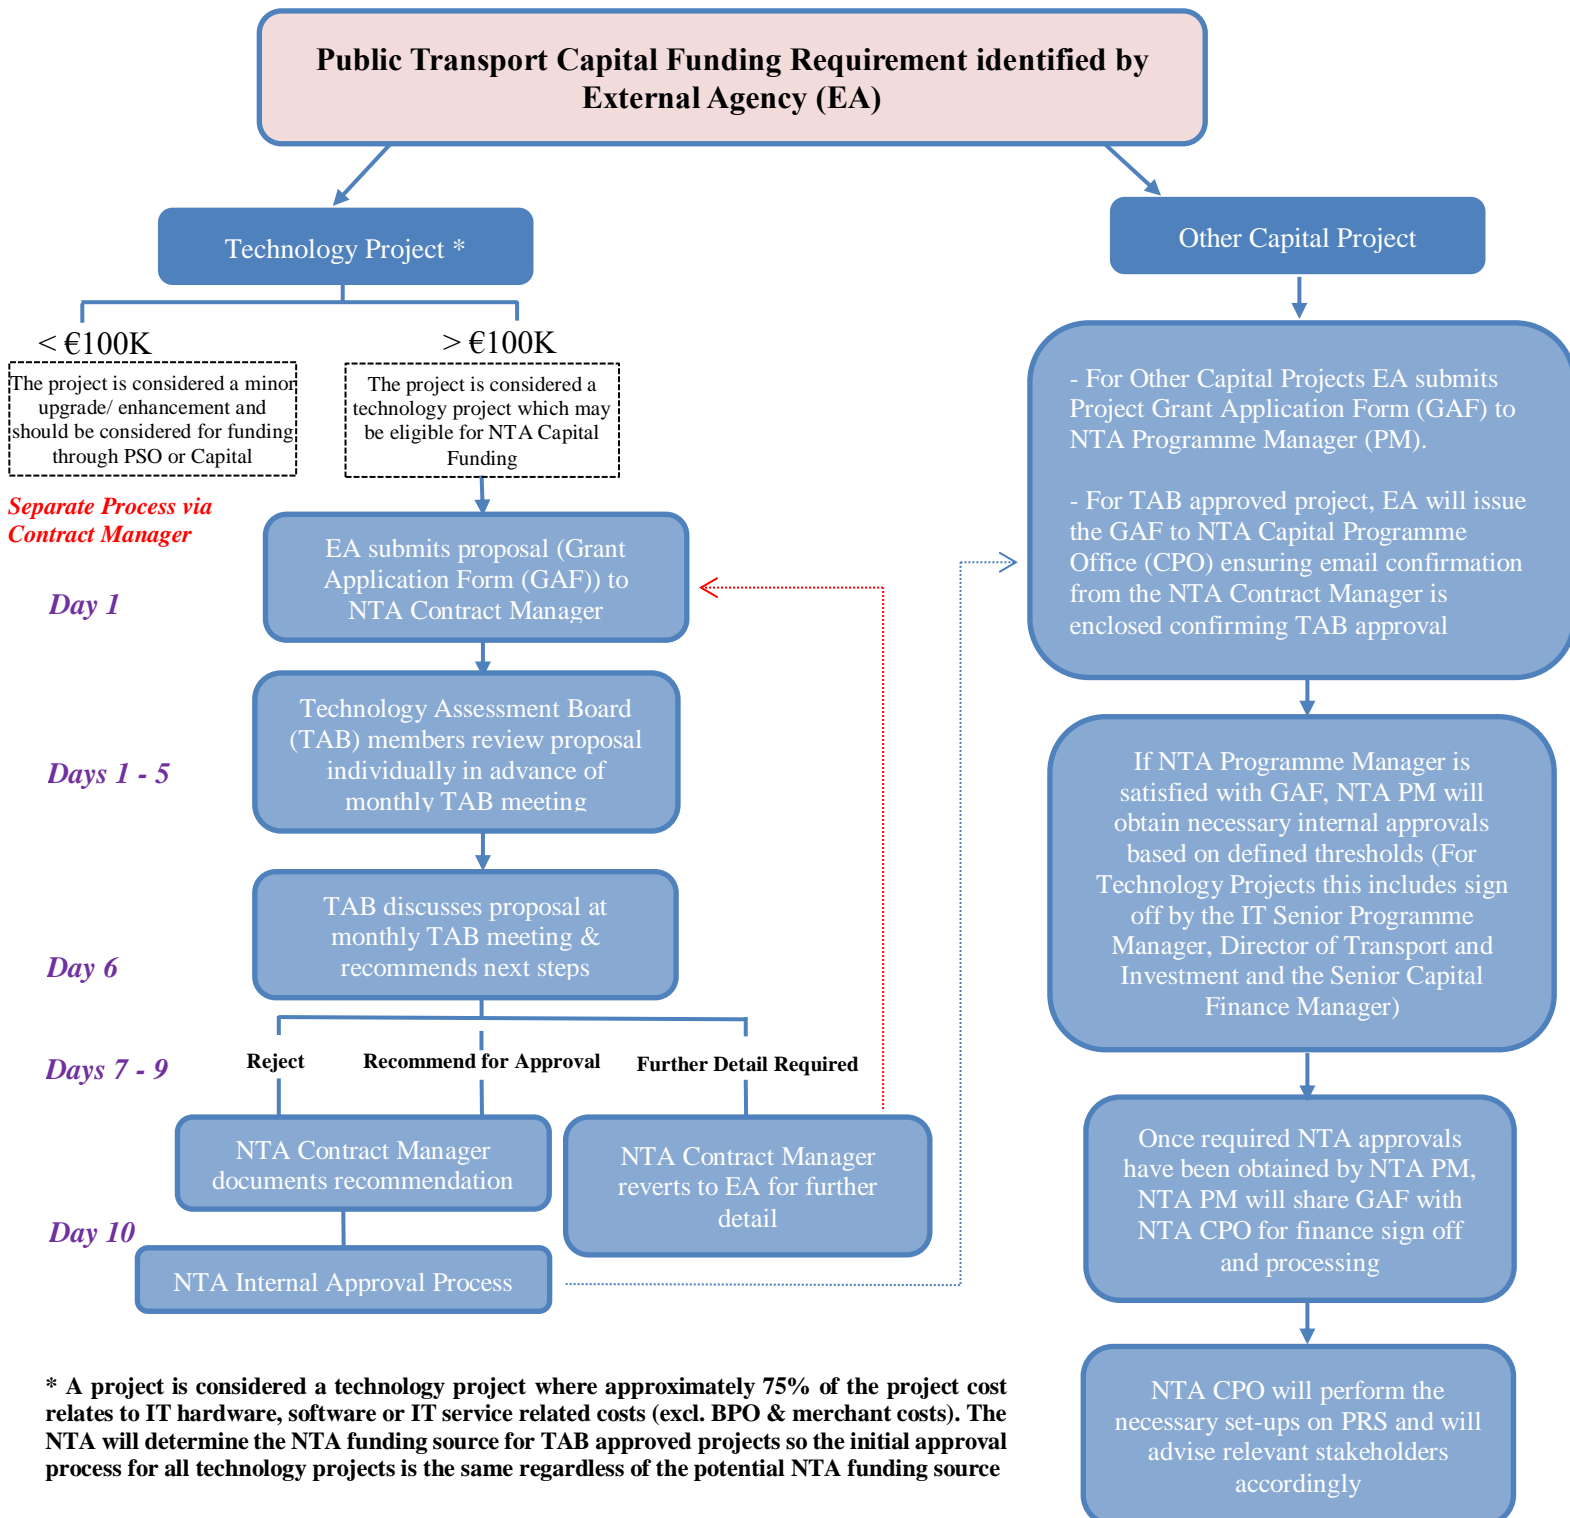 Public Transport Capital Funding Requirement identified by
External Agency (EA)
Technology Project *
Other Capital Project
< €100K
> €100K
The project is considered a minor
upgrade/ enhancement and
should be considered for funding
through PSO or Capital
The project is considered a
technology project which may
be eligible for NTA Capital
Funding
Separate Process via
Contract Manager
Day 1
EA submits proposal (Grant
Application Form (GAF)) to
NTA Contract Manager
Days 1 - 5
Technology Assessment Board
(TAB) members review proposal
individually in advance of
monthly TAB meeting
Day 6
TAB discusses proposal at
monthly TAB meeting &
recommends next steps
Days 7 - 9
Reject
Recommend for Approval
Further Detail Required
NTA Contract Manager
documents recommendation
NTA Contract Manager
reverts to EA for further
detail
Day 10
NTA Internal Approval Process
- For Other Capital Projects EA submits
Project Grant Application Form (GAF) to
NTA Programme Manager (PM).
- For TAB approved project, EA will issue
the GAF to NTA Capital Programme
Office (CPO) ensuring email confirmation
from the NTA Contract Manager is
enclosed confirming TAB approval
If NTA Programme Manager is
satisfied with GAF, NTA PM will
obtain necessary internal approvals
based on defined thresholds (For
Technology Projects this includes sign
off by the IT Senior Programme
Manager, Director of Transport and
Investment and the Senior Capital
Finance Manager)
Once required NTA approvals
have been obtained by NTA PM,
NTA PM will share GAF with
NTA CPO for finance sign off
and processing
NTA CPO will perform the
necessary set-ups on PRS and will
advise relevant stakeholders
accordingly
* A project is considered a technology project where approximately 75% of the project cost
relates to IT hardware, software or IT service related costs (excl. BPO & merchant costs). The
NTA will determine the NTA funding source for TAB approved projects so the initial approval
process for all technology projects is the same regardless of the potential NTA funding source